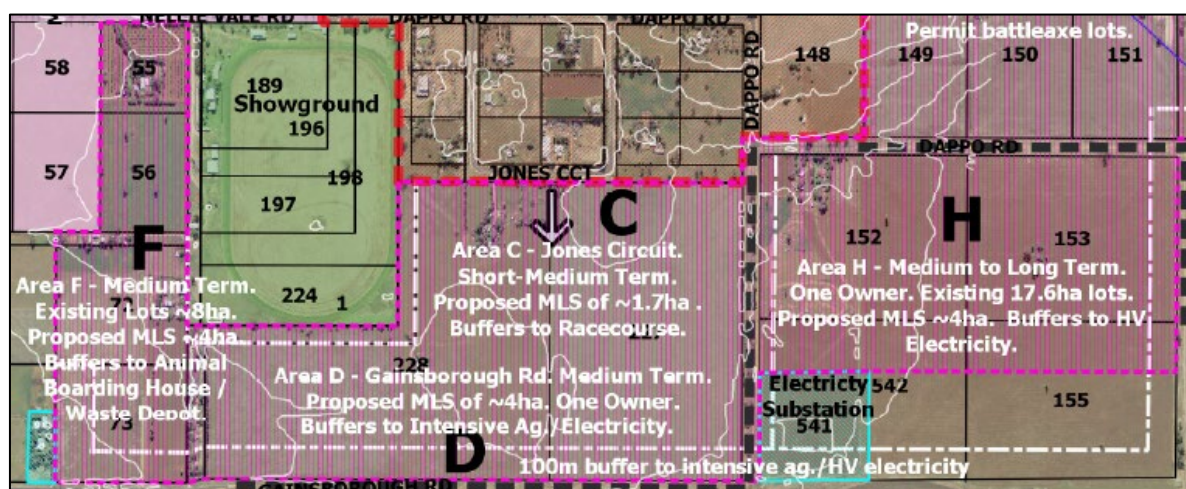 NELLIE VALE RD
DAPPO RD
DAPPO RD
Permit battleaxe lots.
58
55
189
148
149
150
151
Showground
196
DAPPO RD
DAPPO RD
57
56
198
JONES CCT
197
C
H
F
152
153
Area C - Jones Circuit.
Short-Medium Term.
Proposed MLS of ~1.7ha .
Buffers to Racecourse.
Area H - Medium to Long Term.
One Owner. Existing 17.6ha lots.
Proposed MLS ~4ha. Buffers to HV
Electricity.
Area F - Medium Term.
Existing Lots ~8ha.
Proposed MLS ~4ha.
Buffers to Animal
Boarding House /
Waste Depot.
72
73
224
1
228
227
Area D - Gainsborough Rd. Medium Term.
Proposed MLS of ~4ha. One Owner.
Buffers to Intensive Ag./Electricity.
D
Electricty
Substation
541
542
155
100m buffer to intensive ag./HV electricity
GAINSBOROUGH RD